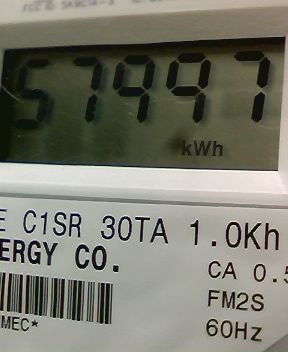 57997
kWh
E C1SR 30TA 1.0Kh
ERGY CO.
CA 0.5
FM2S
60Hz
MEC*